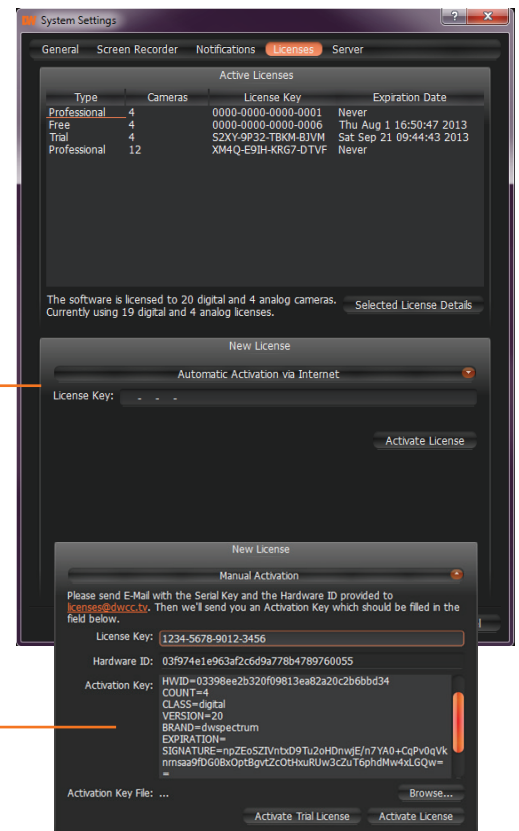 DW System Settings
General Screen Recorder Notifications Licenses Server
Active Licenses
Type Cameras License Key Expiration Date
Professional 4 0000-0000-0000-0001 Never
Free 4 0000-0000-0000-0006 Thu Aug 1 16:50:47 2013
Trial 4 S2XY-9P32-TBKM-BJVM Sat Sep 21 09:44:43 2013
Professional 12 XM4Q-E9IH-KRG7-DTVF Never
The software is licensed to 20 digital and 4 analog cameras.
Currently using 19 digital and 4 analog licenses.
Selected License Details
New License
Automatic Activation via Internet
License Key: - - -
Activate License
New License
Manual Activation
Please send E-Mail with the Serial Key and the Hardware ID provided to
licenses@dwcc.tv. Then we'll send you an Activation Key which should be filled in the
field below.
License Key: 1234-5678-9012-3456
Hardware ID: 03f974e1e963af2c6d9a778b4789760055
Activation Key: HWID=03398ee2b320f09813ea82a20c2b6bbd34
COUNT=4
CLASS=digital
VERSION=20
BRAND=dwspectrum
EXPIRATION=
SIGNATURE=npZEoSZIVntxD9Tu2oHDnwjE/n7YA0+CqPv0qVk
nrnsaa9fDG0BxOptBgvtZcOtHxuRUw3cZuT6phdMw4xLGQw=
=
Activation Key File: ... Browse...
Activate Trial License Activate License